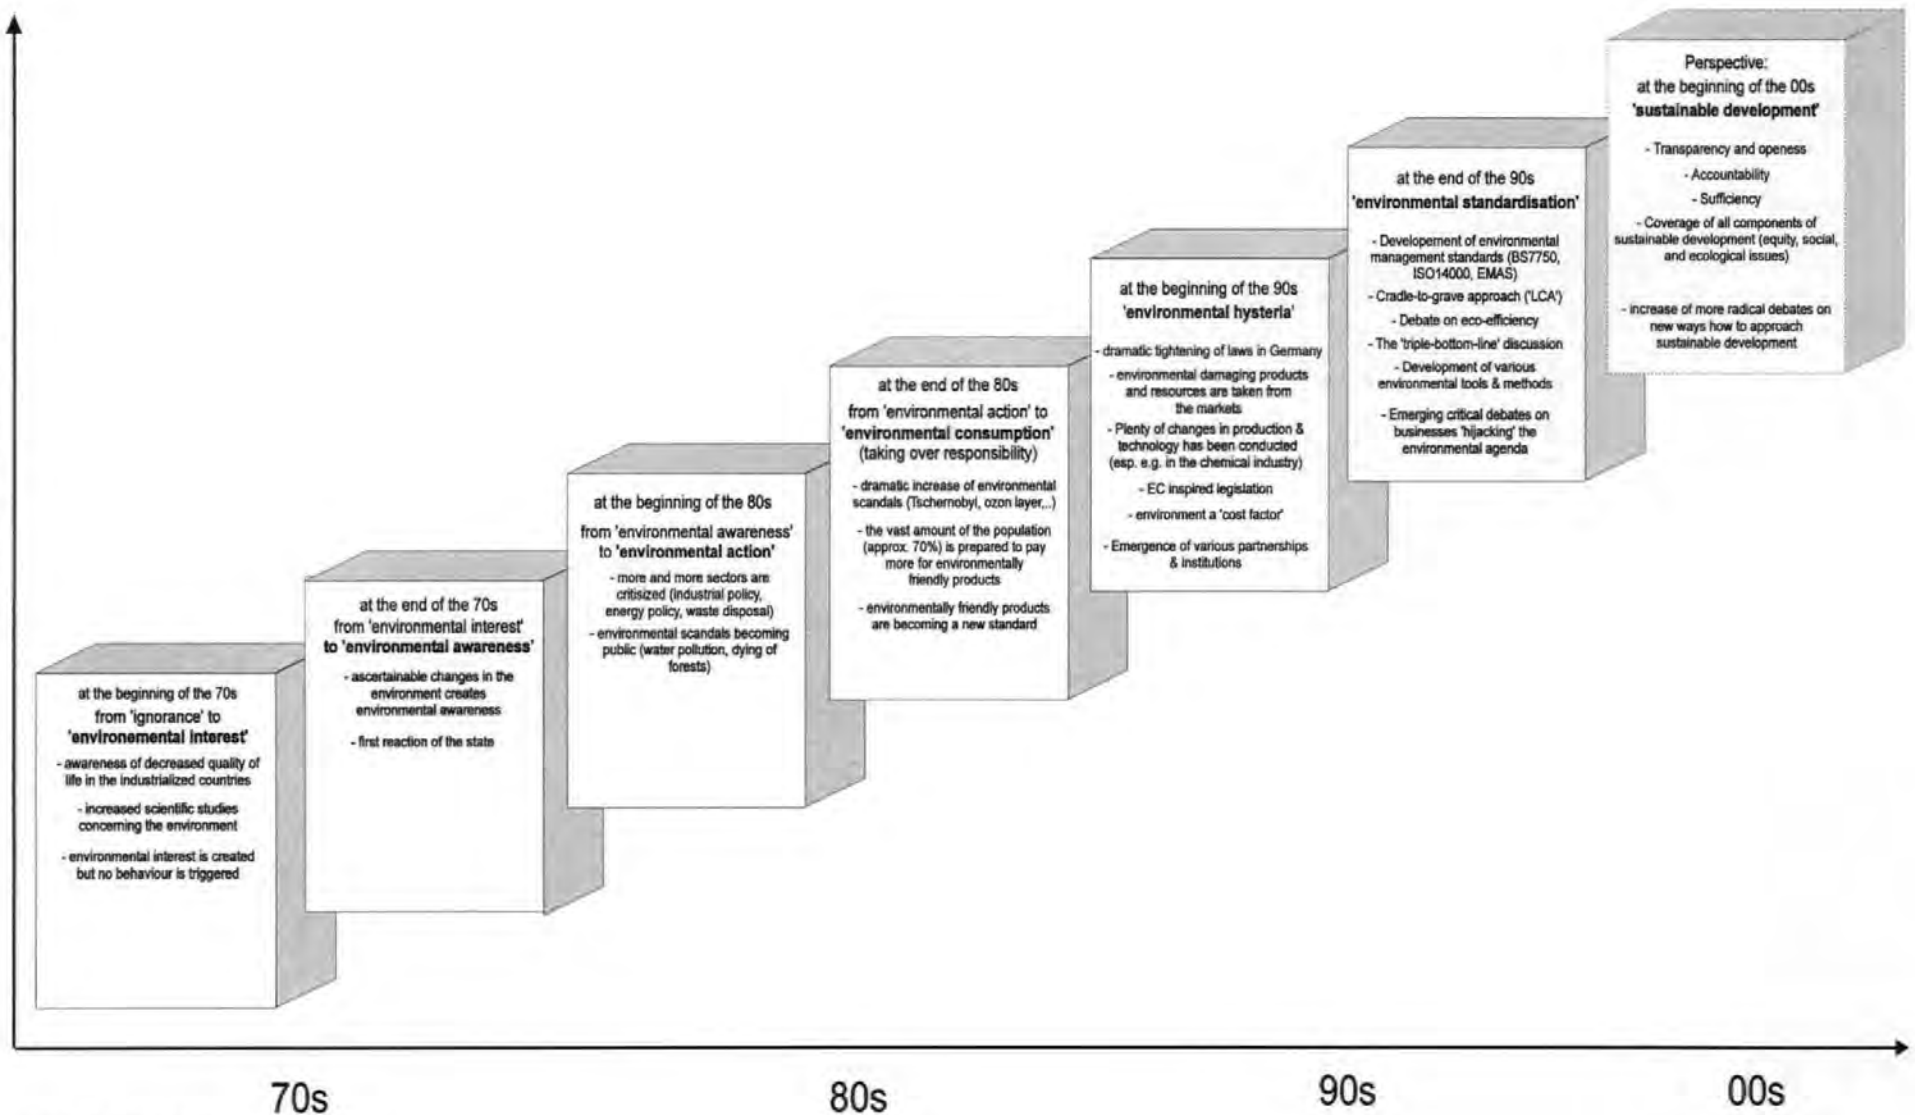 at the beginning of the 70s
from 'ignorance' to
'environemental interest'
- awareness of decreased quality of
life in the industrialized countries
- increased scientific studies
concerning the environment
- environmental interest is created
but no behaviour is triggered
at the end of the 70s
from 'environmental interest'
to 'environmental awareness'
- ascertainable changes in the
environment creates
environmental awareness
- first reaction of the state
at the beginning of the 80s
from 'environmental awareness'
to 'environmental action'
- more and more sectors are
critisized (industrial policy,
energy policy, waste disposal)
- environmental scandals becoming
public (water pollution, dying of
forests)
at the end of the 80s
from 'environmental action' to
'environmental consumption'
(taking over responsibility)
- dramatic increase of environmental
scandals (Tschernobyl, ozon layer,..)
- the vast amount of the population
(approx. 70%) is prepared to pay
more for environmentally
friendly products
- environmentally friendly products
are becoming a new standard
at the beginning of the 90s
'environmental hysteria'
- dramatic tightening of laws in Germany
- environmental damaging products
and resources are taken from
the markets
- Plenty of changes in production &
technology has been conducted
(esp. e.g. in the chemical industry)
- EC inspired legislation
- environment a 'cost factor'
- Emergence of various partnerships
& institutions
at the end of the 90s
'environmental standardisation'
- Developement of environmental
management standards (BS7750,
ISO14000, EMAS)
- Cradle-to-grave approach ('LCA')
- Debate on eco-efficiency
- The 'triple-bottom-line' discussion
- Development of various
environmental tools & methods
- Emerging critical debates on
businesses 'hijacking' the
environmental agenda
Perspective:
at the beginning of the 00s
'sustainable development'
- Transparency and openess
- Accountability
- Sufficiency
- Coverage of all components of
sustainable development (equity, social,
and ecological issues)
- increase of more radical debates on
new ways how to approach
sustainable development
70s
80s
90s
00s